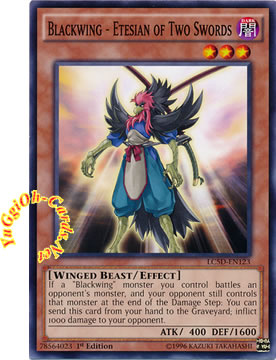 BLACKWING - ETESIAN OF TWO SWORDS
DARK
闇
YuGiOh-Cards.Net
LC5D-EN123
[WINGED BEAST/EFFECT]
If a "Blackwing" monster you control battles an
opponent's monster, and your opponent still controls
that monster at the end of the Damage Step: You can
send this card from your hand to the Graveyard; inflict
1000 damage to your opponent.
ATK/ 400 DEF/1600
78564023 1st Edition ©1996 KAZUKI TAKAHASHI